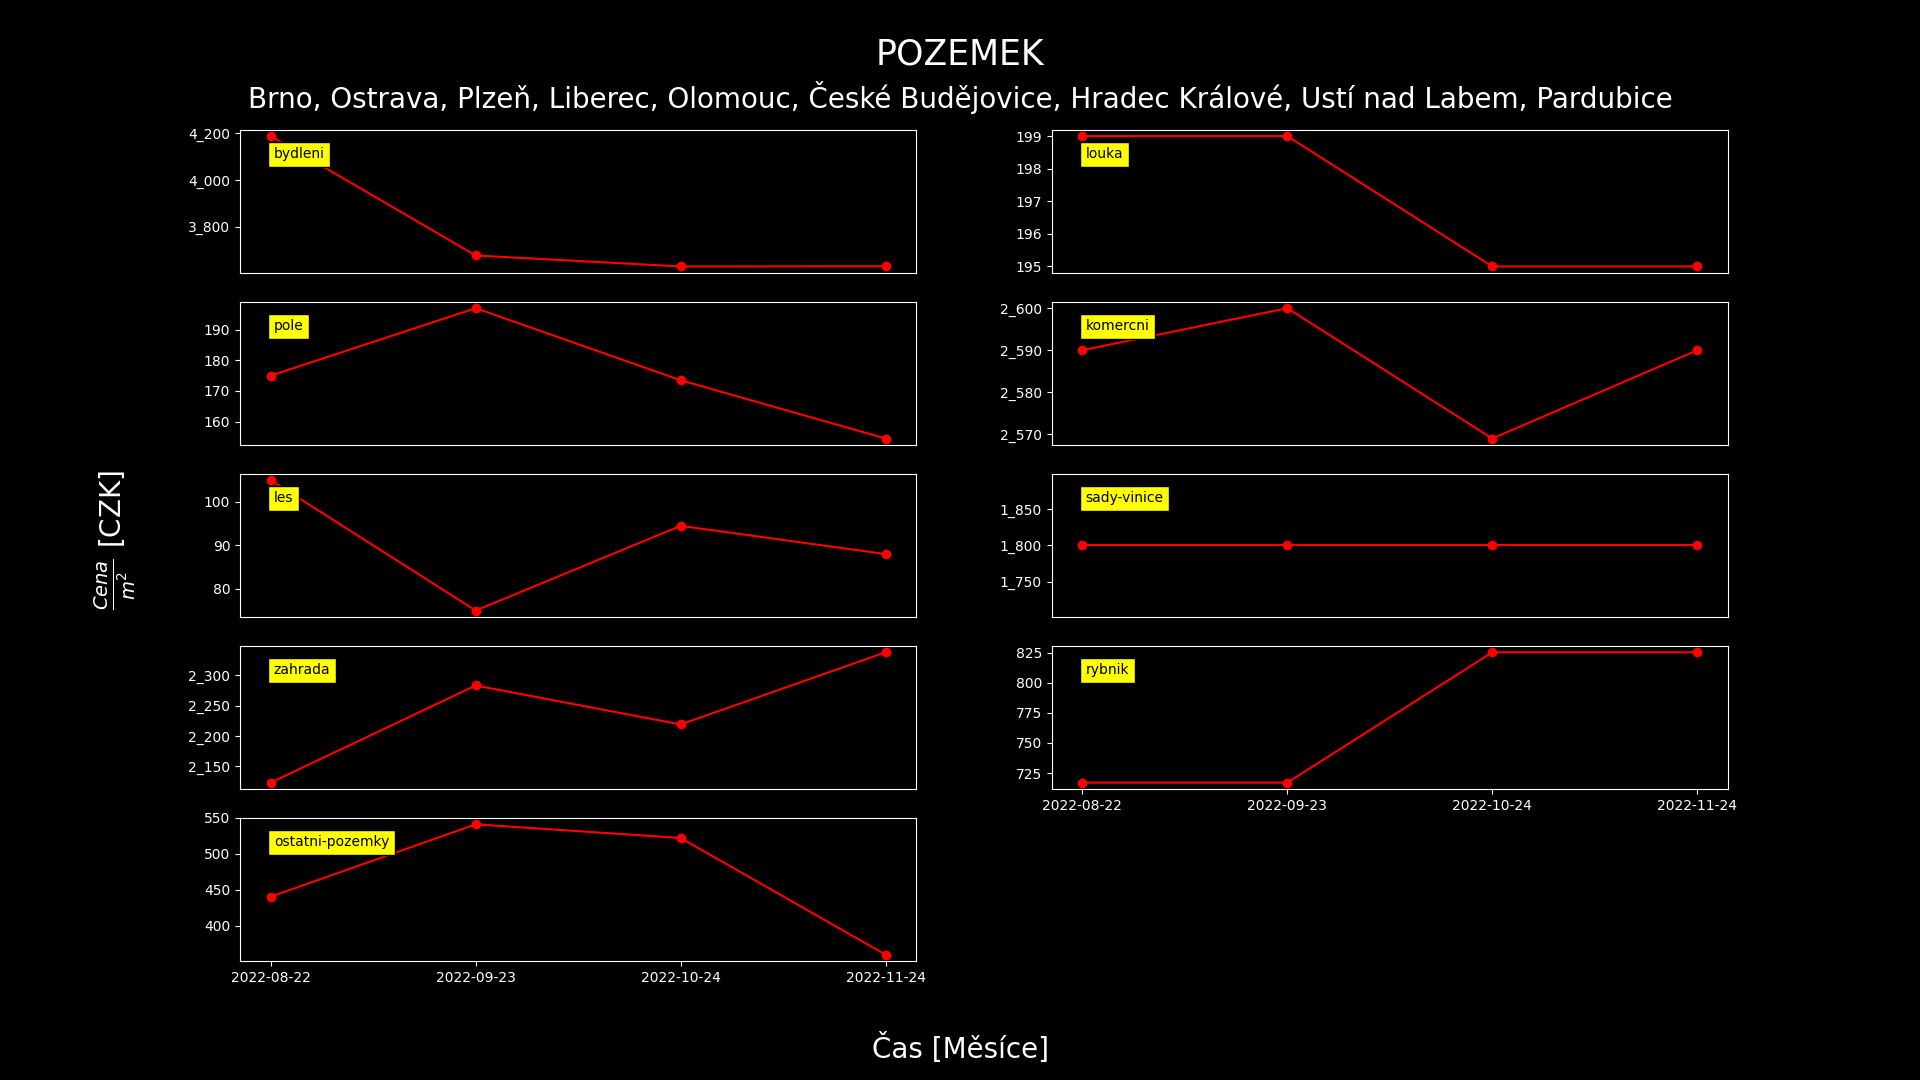 POZEMEK
Brno, Ostrava, Plzeň, Liberec, Olomouc, České Budějovice, Hradec Králové, Ustí nad Labem, Pardubice
4_200
4_000
3_800
bydleni
199
198
197
196
195
louka
190
180
170
160
pole
2_600
2_590
2_580
2_570
komercni
100
90
80
les
1_850
1_800
1_750
sady-vinice
2_300
2_250
2_200
2_150
zahrada
825
800
775
750
725
rybnik
2022-08-22 2022-09-23 2022-10-24 2022-11-24
550
500
450
400
ostatni-pozemky
2022-08-22 2022-09-23 2022-10-24 2022-11-24
Cena/m² [CZK]
Čas [Měsíce]